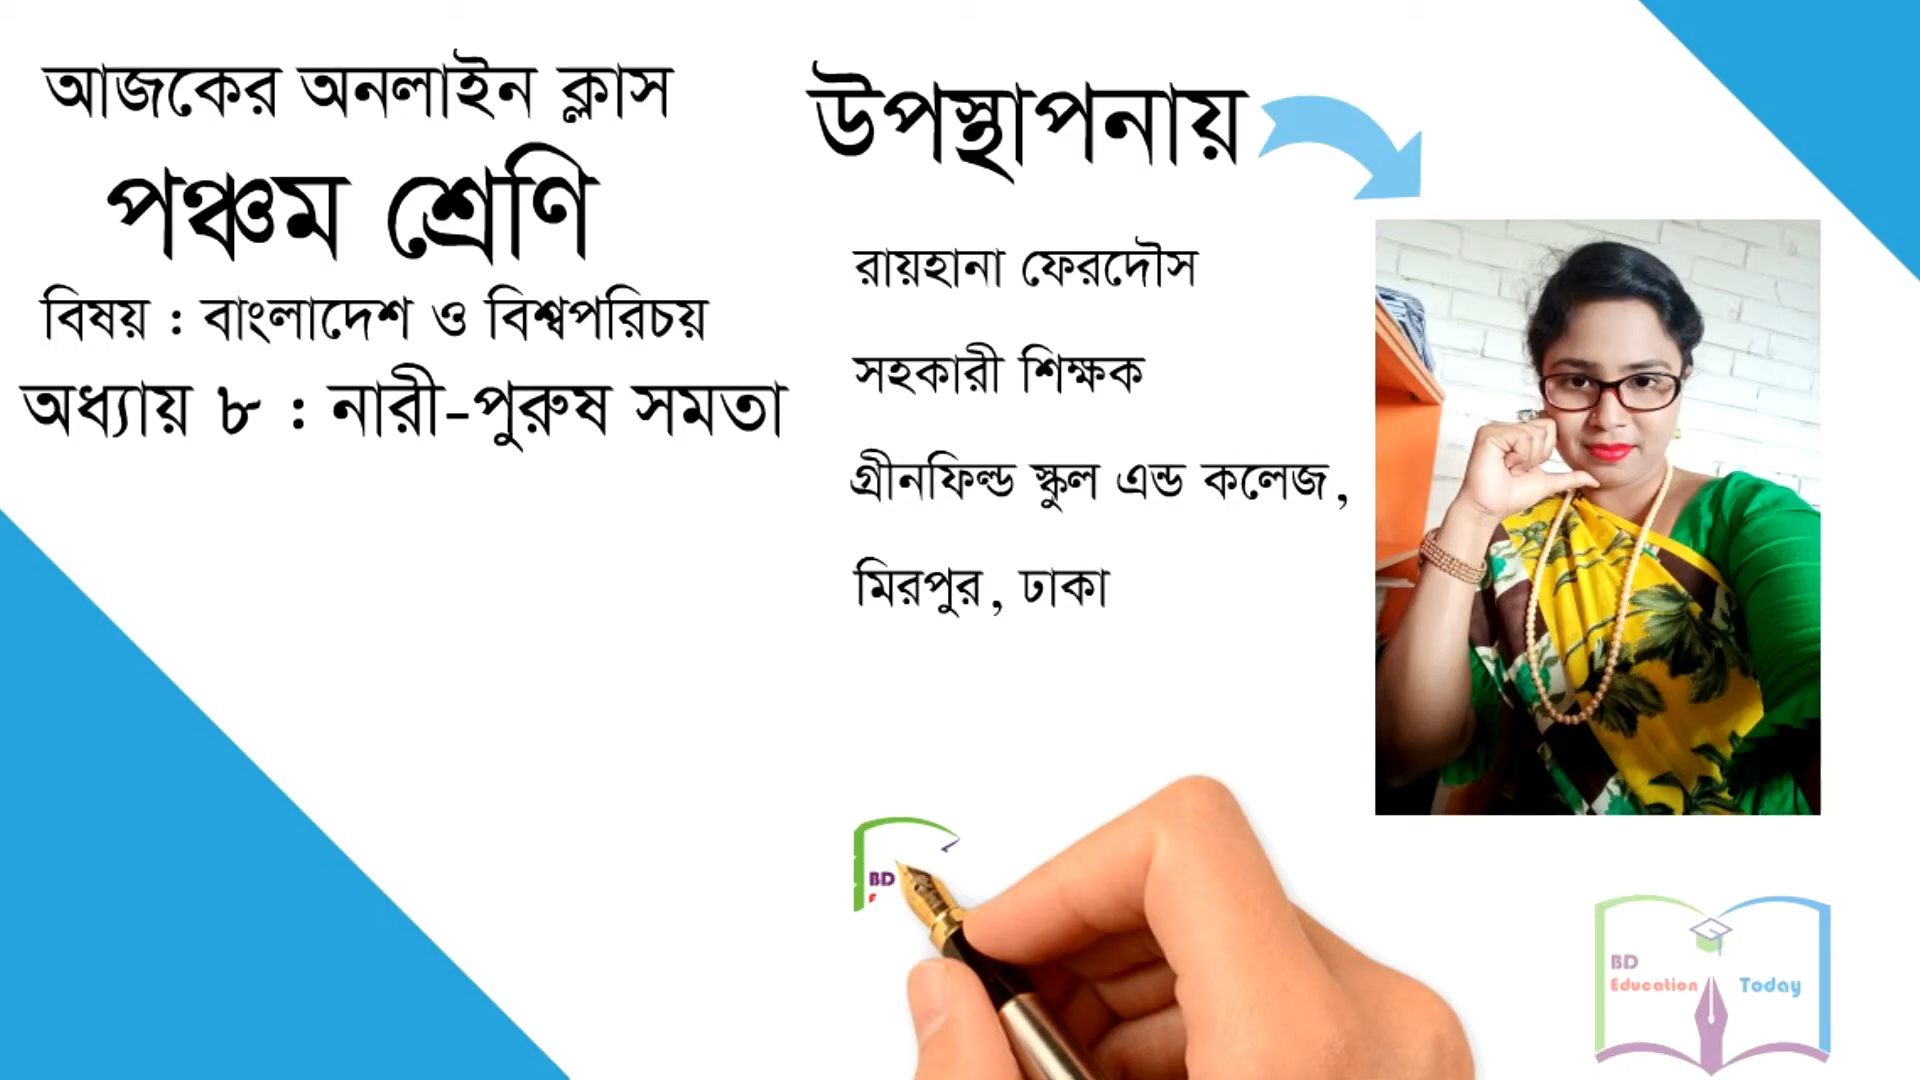 আজকের অনলাইন ক্লাস
পঞ্চম শ্রেণি
বিষয় : বাংলাদেশ ও বিশ্বপরিচয়
অধ্যায় ৮ : নারী-পুরুষ সমতা
উপস্থাপনায়
রায়হানা ফেরদৌস
সহকারী শিক্ষক
গ্রীনফিল্ড স্কুল এন্ড কলেজ,
মিরপুর, ঢাকা
BD
BD
Education Today